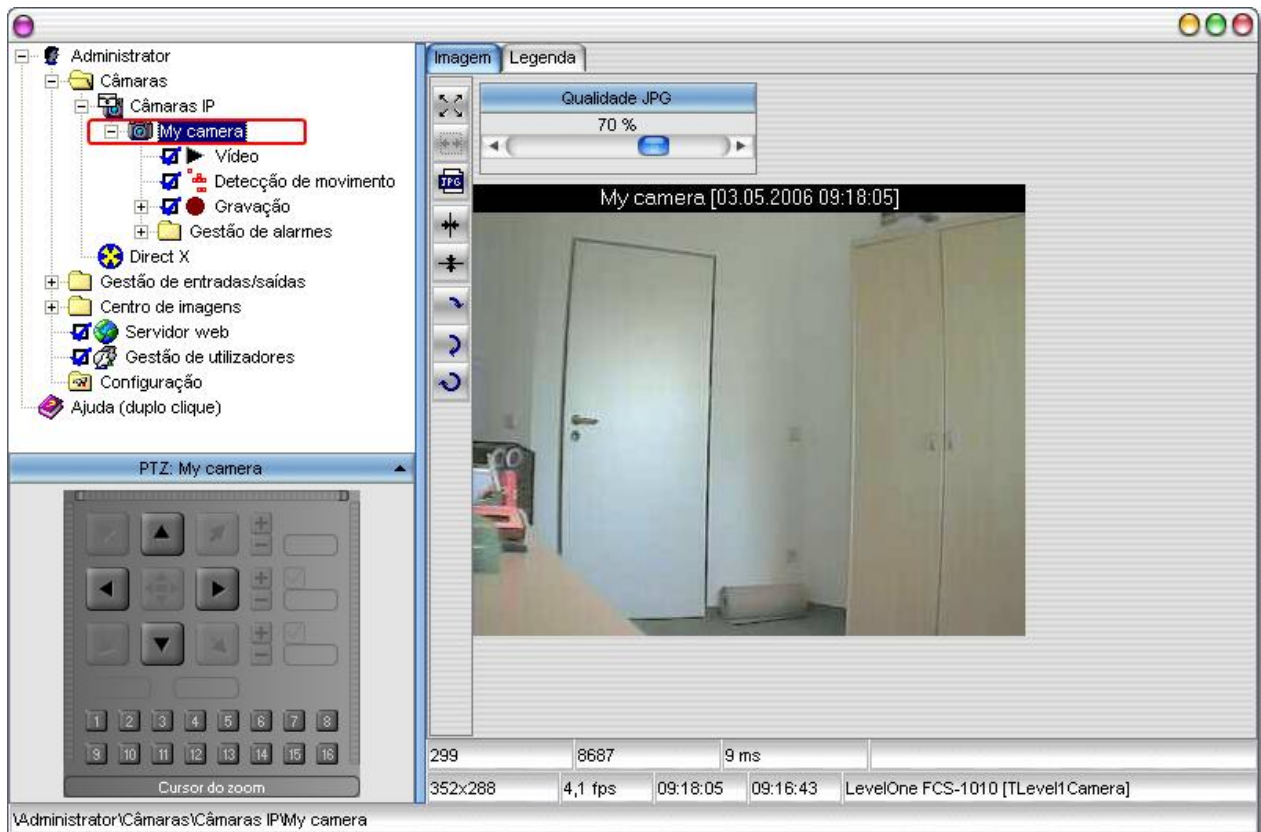 Administrator
Câmaras
Câmaras IP
My camera
Vídeo
Detecção de movimento
Gravação
Gestão de alarmes
Direct X
Gestão de entradas/saídas
Centro de imagens
Servidor web
Gestão de utilizadores
Configuração
Ajuda (duplo clique)
PTZ: My camera
1 2 3 4 5 6 7 8
9 10 11 12 13 14 15 16
Cursor do zoom
Imagem Legenda
Qualidade JPG
70 %
JPG
My camera [03.05.2006 09:18:05]
299 8687 9 ms
352x288 4,1 fps 09:18:05 09:16:43 LevelOne FCS-1010 [TLevel1Camera]
\Administrator\Câmaras\Câmaras IP\My camera